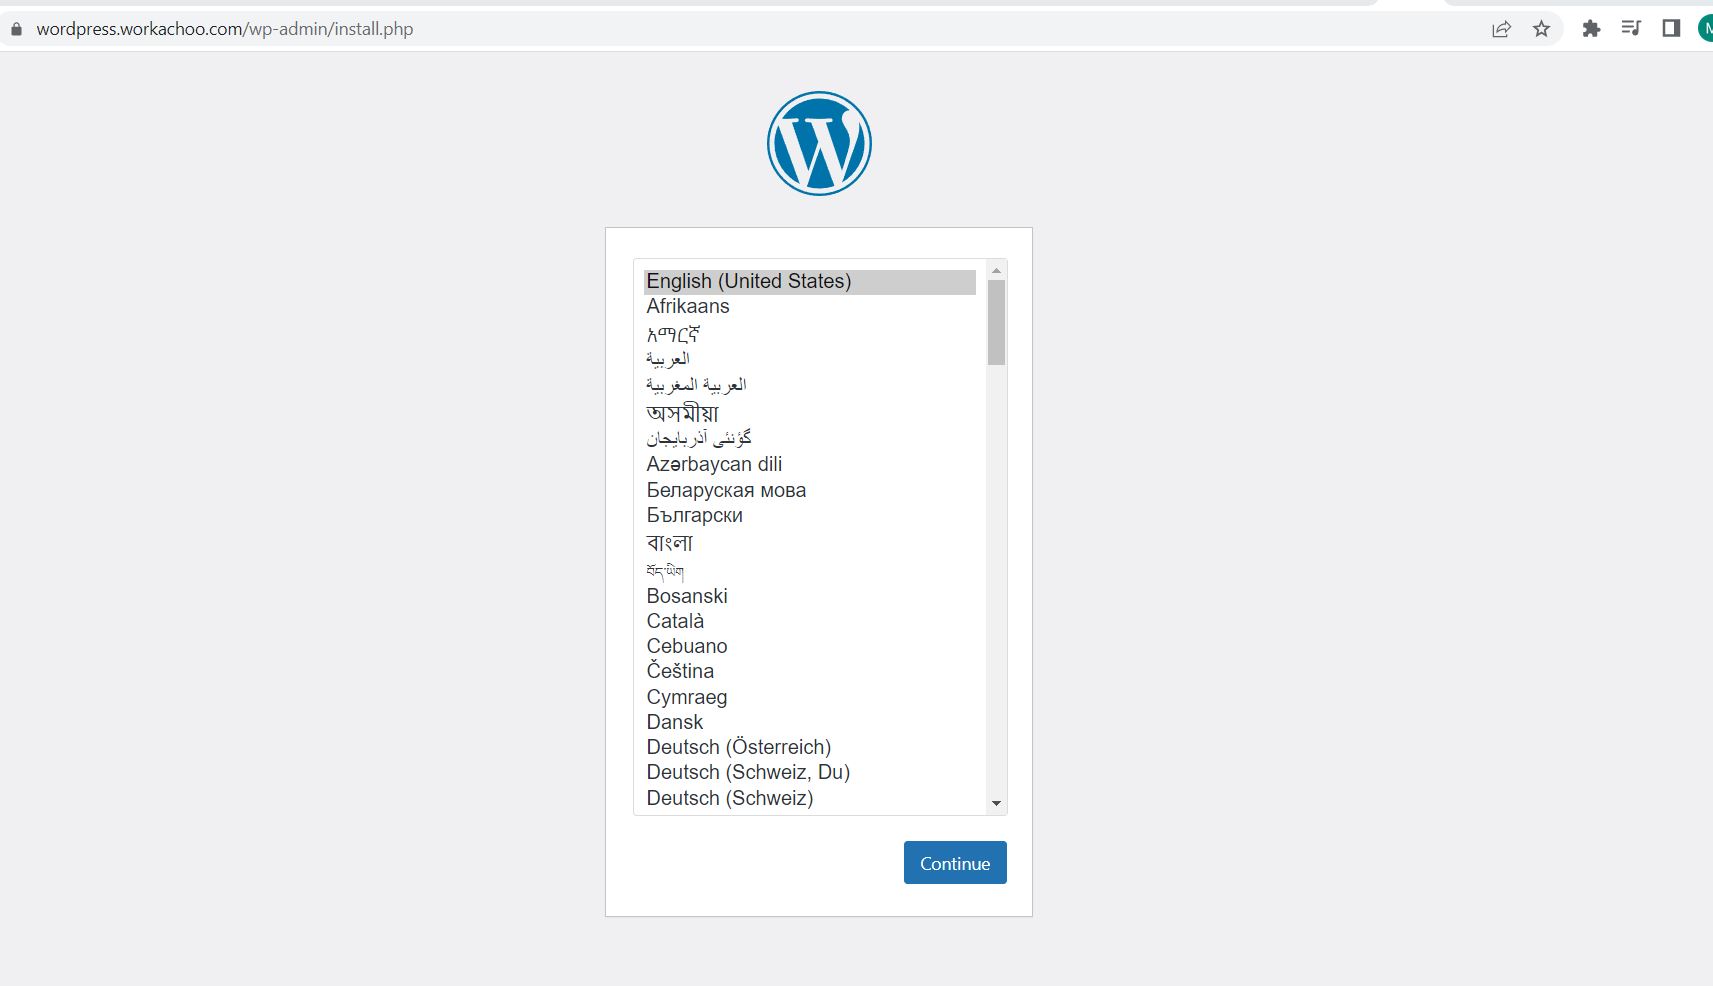 wordpress.workachoo.com/wp-admin/install.php
English (United States)
Afrikaans
አማርኛ
العربية
العربية المغربية
অসমীয়া
گؤنئی آذربایجان
Azərbaycan dili
Беларуская мова
Български
বাংলা
བོད་ཡིག
Bosanski
Català
Cebuano
Čeština
Cymraeg
Dansk
Deutsch (Österreich)
Deutsch (Schweiz, Du)
Deutsch (Schweiz)
Continue